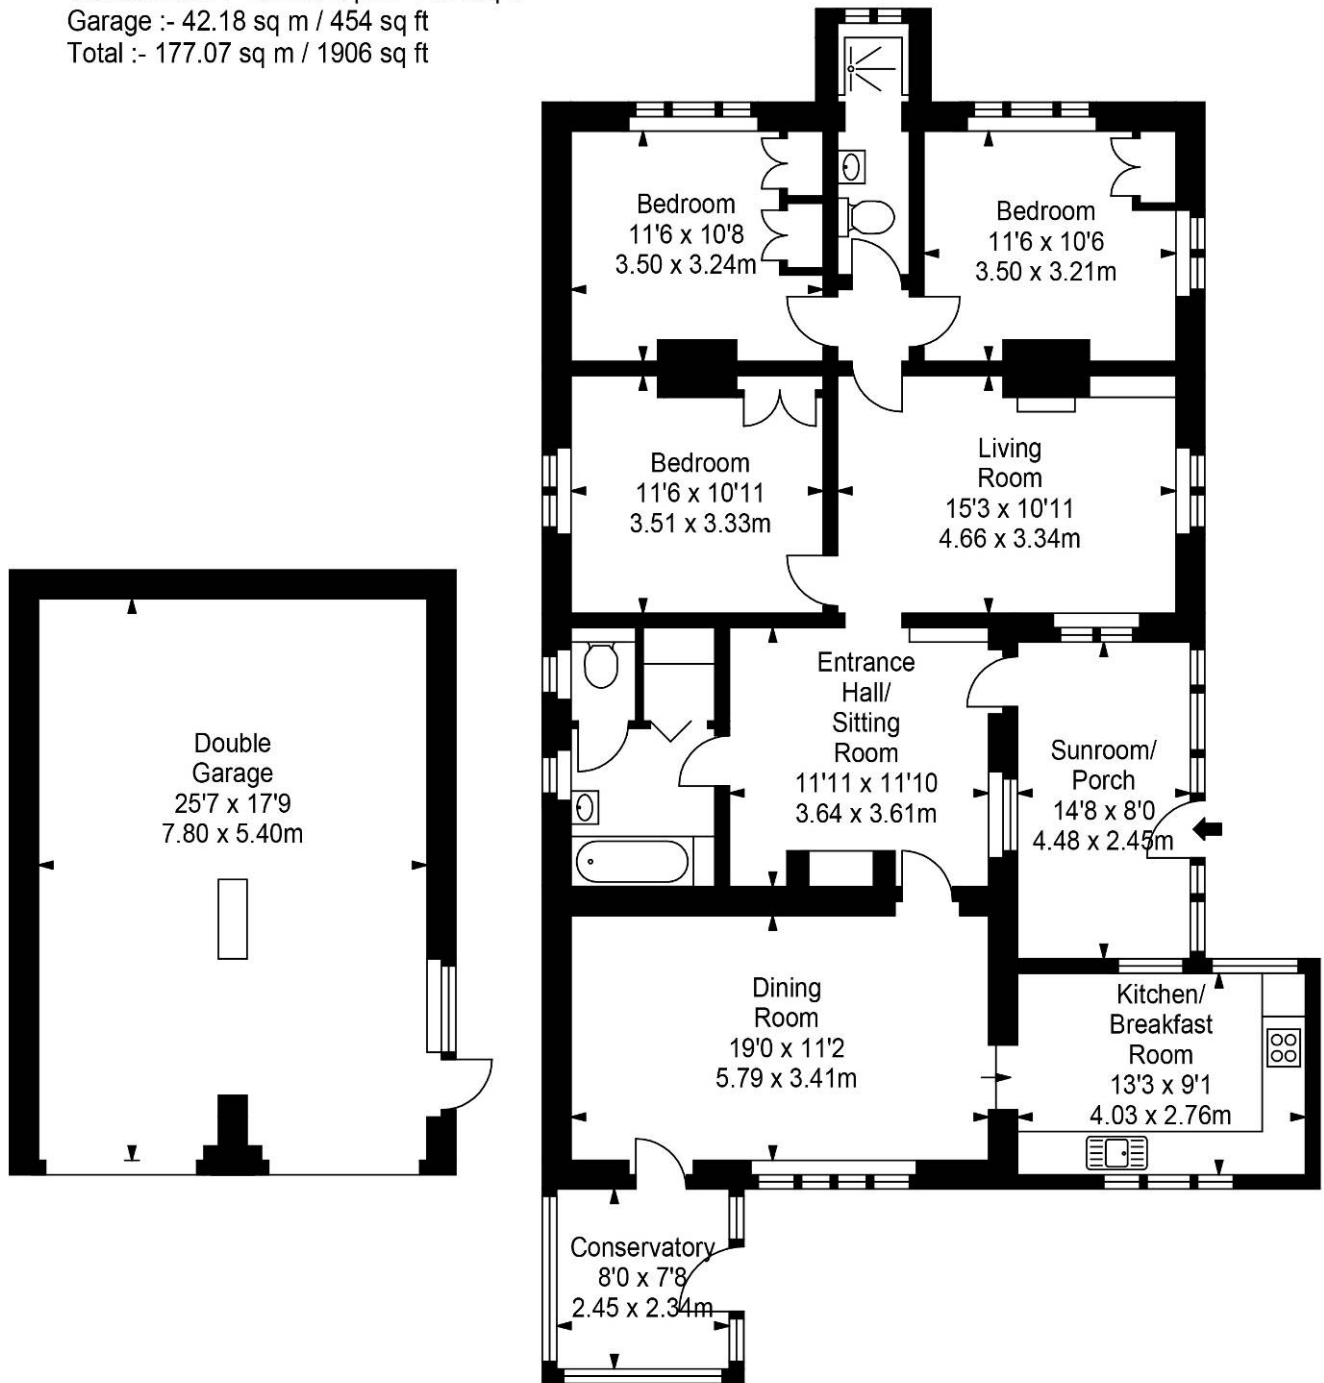 Garage :- 42.18 sq m / 454 sq ft
Total :- 177.07 sq m / 1906 sq ft
Bedroom
11'6 x 10'8
3.50 x 3.24m
Bedroom
11'6 x 10'6
3.50 x 3.21m
Bedroom
11'6 x 10'11
3.51 x 3.33m
Living
Room
15'3 x 10'11
4.66 x 3.34m
Entrance
Hall/
Sitting
Room
11'11 x 11'10
3.64 x 3.61m
Sunroom/
Porch
14'8 x 8'0
4.48 x 2.45m
Double
Garage
25'7 x 17'9
7.80 x 5.40m
Dining
Room
19'0 x 11'2
5.79 x 3.41m
Kitchen/
Breakfast
Room
13'3 x 9'1
4.03 x 2.76m
Conservatory
8'0 x 7'8
2.45 x 2.34m